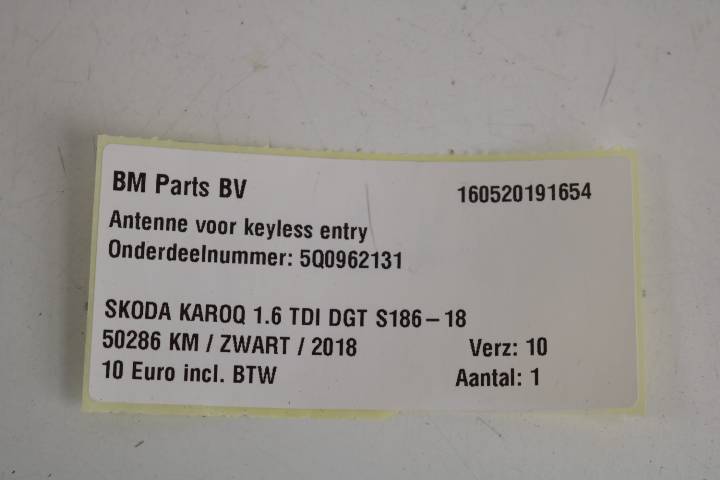 BM Parts BV 160520191654
Antenne voor keyless entry
Onderdeelnummer: 5Q0962131
SKODA KAROQ 1.6 TDI DGT S186-18
50286 KM / ZWART / 2018 Verz: 10
10 Euro incl. BTW Aantal: 1